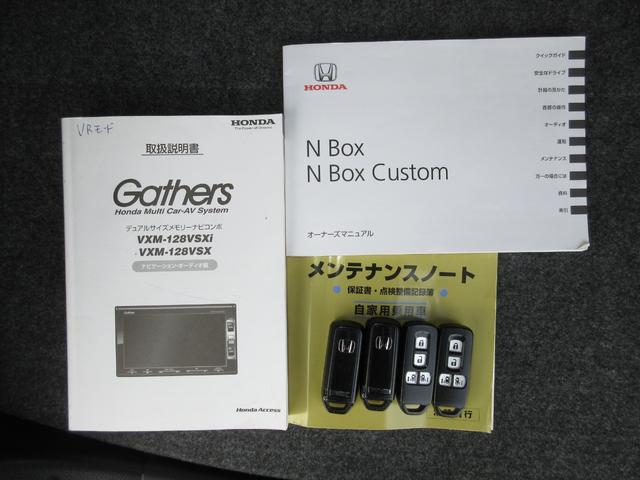 VRモード
HONDA
The Power of Dreams
取扱説明書
Gathers
Honda Multi Car-AV System
デュアルサイズメモリーナビコンポ
VXM-128VSXi
VXM-128VSX
ナビゲーション・オーディオ編
Gathers
Honda Access
HONDA
N Box
N Box Custom
オーナーズマニュアル
クイックガイド
安全なドライブ
計器の見かた
各部の操作
オーディオ
運転
メンテナンス
万一の場合には
資料
索引
メンテナンスノート
保証書・点検整備記録簿
自家用乗用車
行